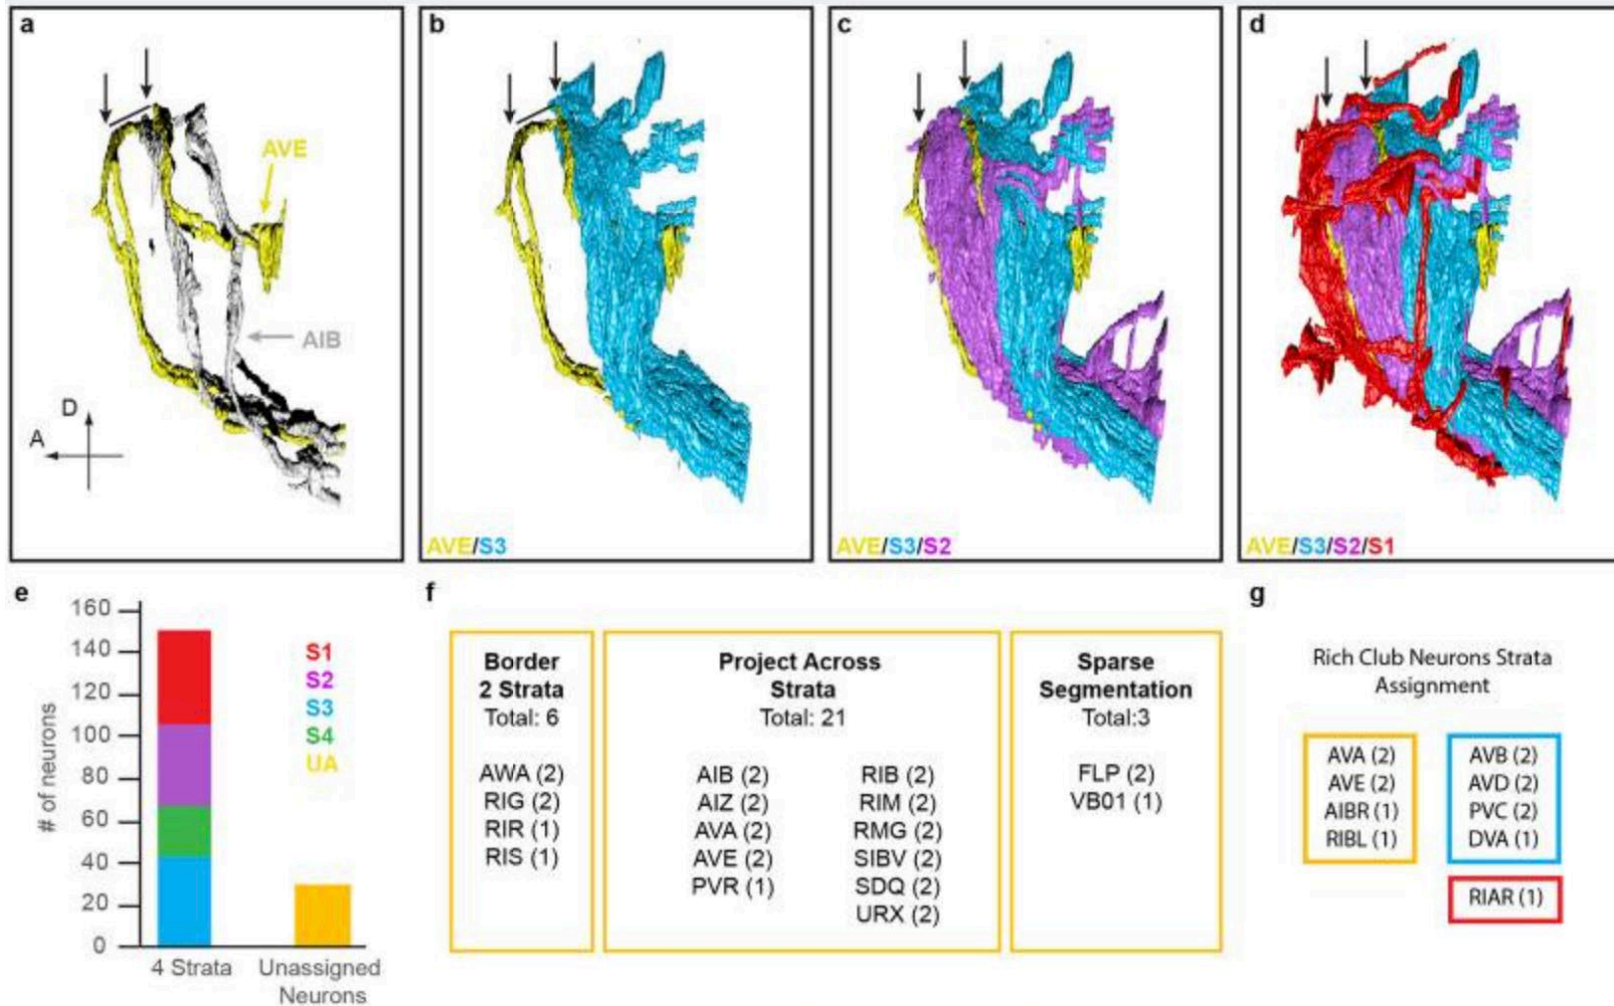 a
AVE
AIB
D
A
b
AVE/S3
c
AVE/S3/S2
d
AVE/S3/S2/S1
e
# of neurons
160
140
120
100
80
60
40
20
0
4 Strata
Unassigned
Neurons
S1
S2
S3
S4
UA
f
Border
2 Strata
Total: 6
AWA (2)
RIG (2)
RIR (1)
RIS (1)
Project Across
Strata
Total: 21
AIB (2)
AIZ (2)
AVA (2)
AVE (2)
PVR (1)
RIB (2)
RIM (2)
RMG (2)
SIBV (2)
SDQ (2)
URX (2)
Sparse
Segmentation
Total:3
FLP (2)
VB01 (1)
g
Rich Club Neurons Strata
Assignment
AVA (2)
AVE (2)
AIBR (1)
RIBL (1)
AVB (2)
AVD (2)
PVC (2)
DVA (1)
RIAR (1)